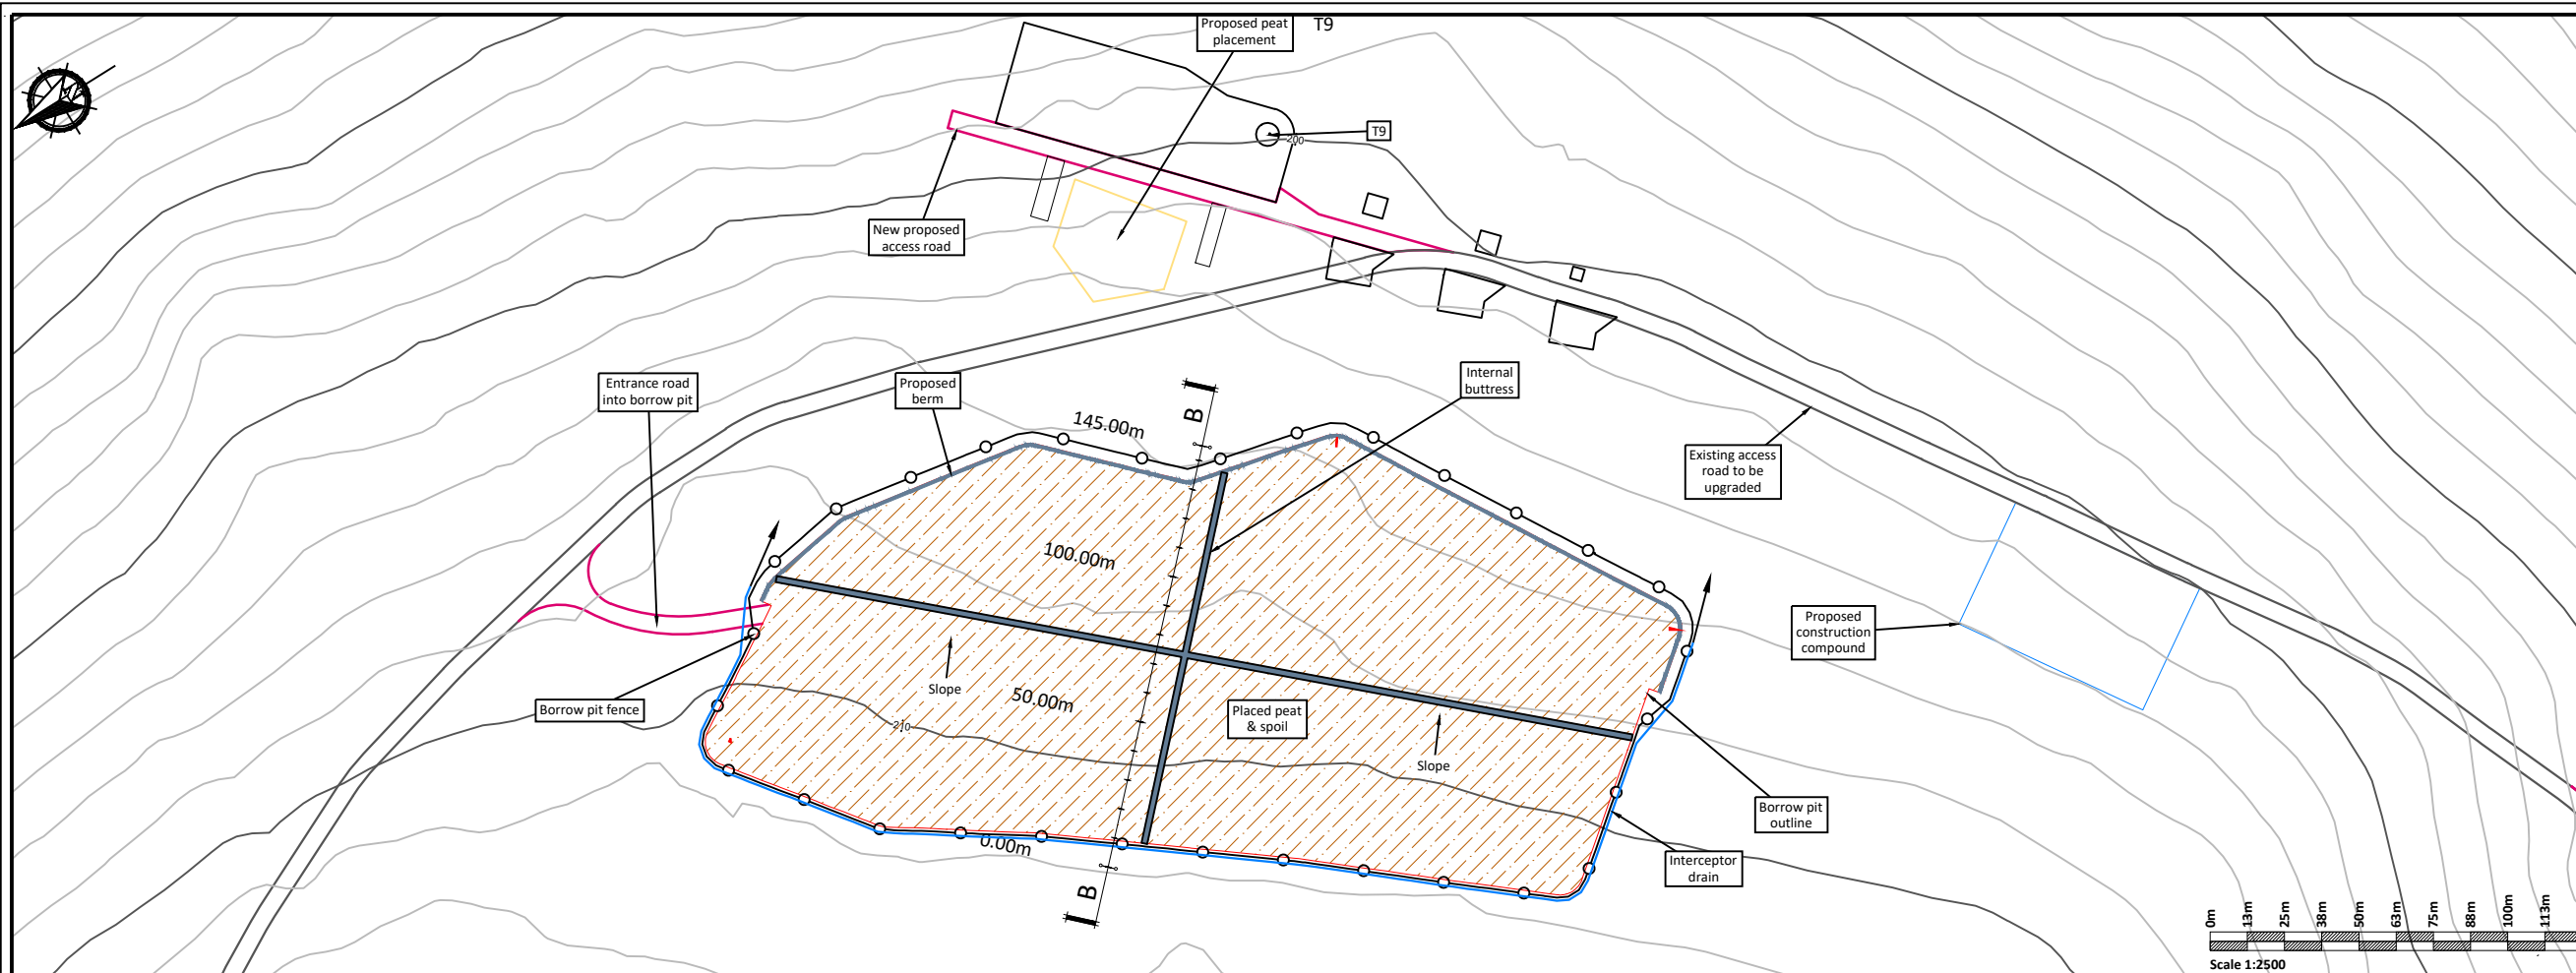 Proposed peat
placement
T9
T9
200
New proposed
access road
Entrance road
into borrow pit
Proposed
berm
145.00m
B
Internal
buttress
Existing access
road to be
upgraded
100.00m
Proposed
construction
compound
Slope
50.00m
Borrow pit fence
Placed peat
& spoil
210
Slope
Borrow pit
outline
0.00m
Interceptor
drain
B
0m
13m
25m
38m
50m
63m
75m
88m
100m
113m
Scale 1:2500